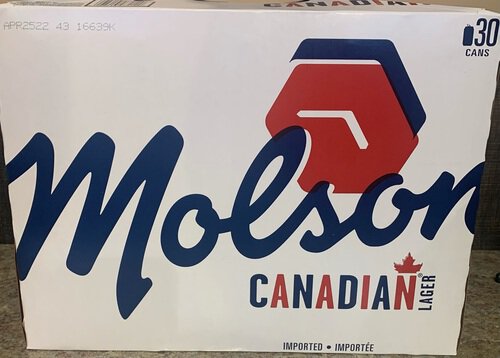 APR2522 43 16639K
30
CANS
Molson
CANADIAN
LAGER
IMPORTED • IMPORTÉE